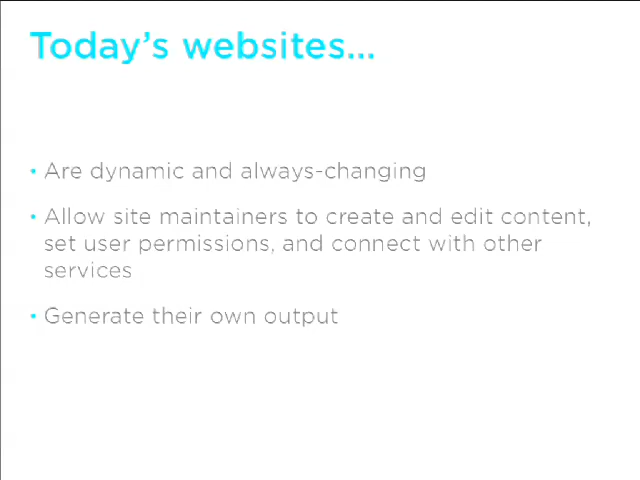 Today's websites...
• Are dynamic and always-changing
• Allow site maintainers to create and edit content,
set user permissions, and connect with other
services
• Generate their own output